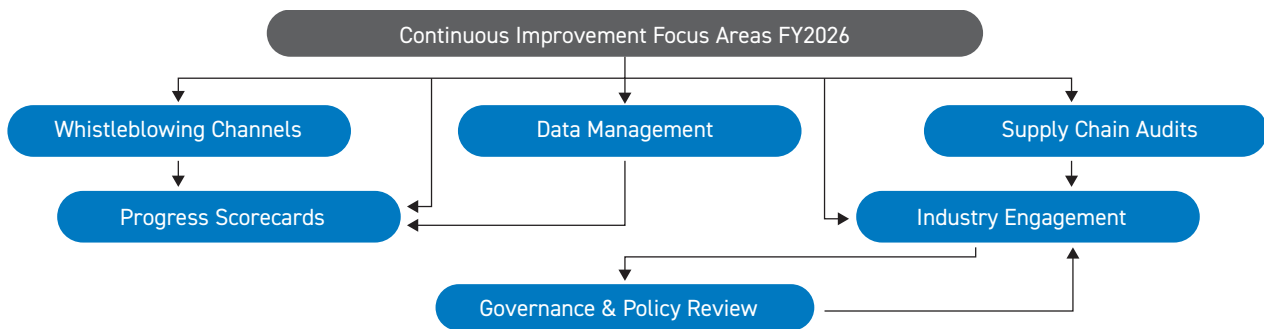 Continuous Improvement Focus Areas FY2026
Whistleblowing Channels
Data Management
Supply Chain Audits
Progress Scorecards
Industry Engagement
Governance & Policy Review